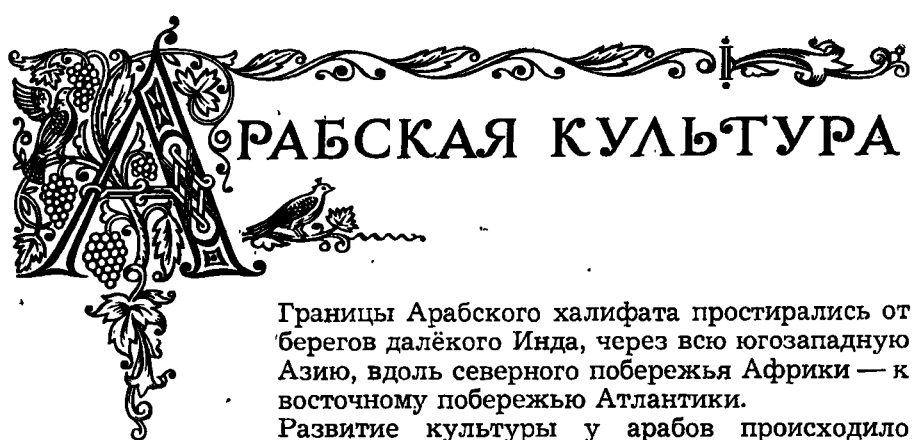 АРАБСКАЯ КУЛЬТУРА
Границы Арабского халифата простирались от
берегов далёкого Инда, через всю югозападную
Азию, вдоль северного побережья Африки — к
восточному побережью Атлантики.
Развитие культуры у арабов происходило